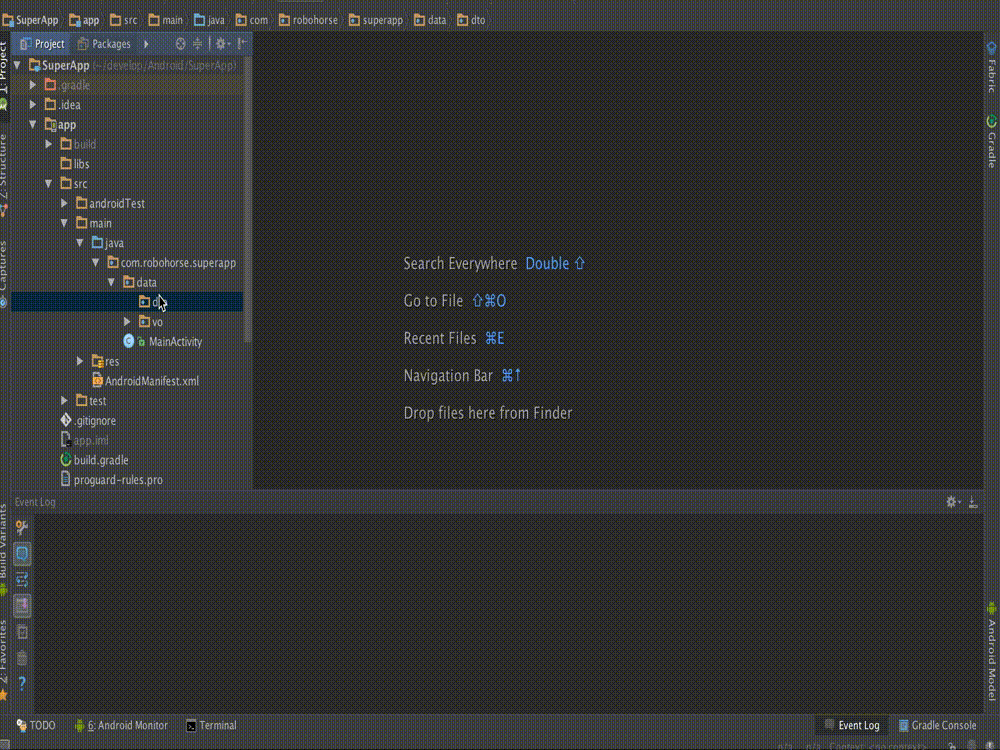 SuperApp app src main java com robohorse superapp data dto
Project Packages
SuperApp (~/develop/Android/SuperApp)
.gradle
.idea
app
build
libs
src
androidTest
main
java
com.robohorse.superapp
data
vo
MainActivity
res
AndroidManifest.xml
test
.gitignore
app.iml
build.gradle
proguard-rules.pro
1: Project
Z: Structure
Captures
Build Variants
2: Favorites
Search Everywhere Double ⇧
Go to File ⇧⌘O
Recent Files ⌘E
Navigation Bar ⌘↑
Drop files here from Finder
Fabric
Gradle
Android Model
Event Log
TODO 6: Android Monitor Terminal Event Log Gradle Console
n/a n/a Context: <no context>